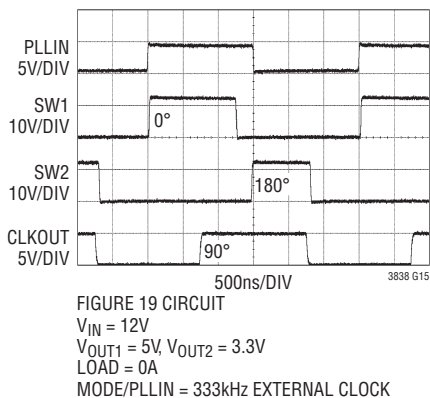 PLLIN
5V/DIV
SW1
10V/DIV
0°
SW2
10V/DIV
180°
CLKOUT
5V/DIV
90°
500ns/DIV
3838 G15
FIGURE 19 CIRCUIT
VIN = 12V
VOUT1 = 5V, VOUT2 = 3.3V
LOAD = 0A
MODE/PLLIN = 333kHz EXTERNAL CLOCK